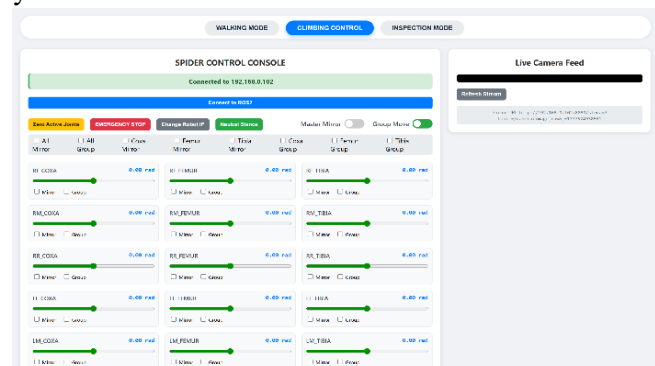 y
WALKING MODE CLIMBING CONTROL INSPECTION MODE
SPIDER CONTROL CONSOLE
Connected to 192.168.0.102
Connect to ROS2
Zero Active Joints EMERGENCY STOP Change Robot IP Neutral Stance Master Mirror Group Move
All Mirror All Group Coxa Mirror Femur Mirror Tibia Mirror Coxa Group Femur Group Tibia Group
RF_COXA 0.00 rad RF_FEMUR 0.00 rad RF_TIBIA 0.00 rad
Mirror Group Mirror Group Mirror Group
RM_COXA 0.00 rad RM_FEMUR 0.00 rad RM_TIBIA 0.00 rad
Mirror Group Mirror Group Mirror Group
RR_COXA 0.00 rad RR_FEMUR 0.00 rad RR_TIBIA 0.00 rad
Mirror Group Mirror Group Mirror Group
LF_COXA 0.00 rad LF_FEMUR 0.00 rad LF_TIBIA 0.00 rad
Mirror Group Mirror Group Mirror Group
LM_COXA 0.00 rad LM_FEMUR 0.00 rad LM_TIBIA 0.00 rad
Mirror Group Mirror Group Mirror Group
Live Camera Feed
Refresh Stream